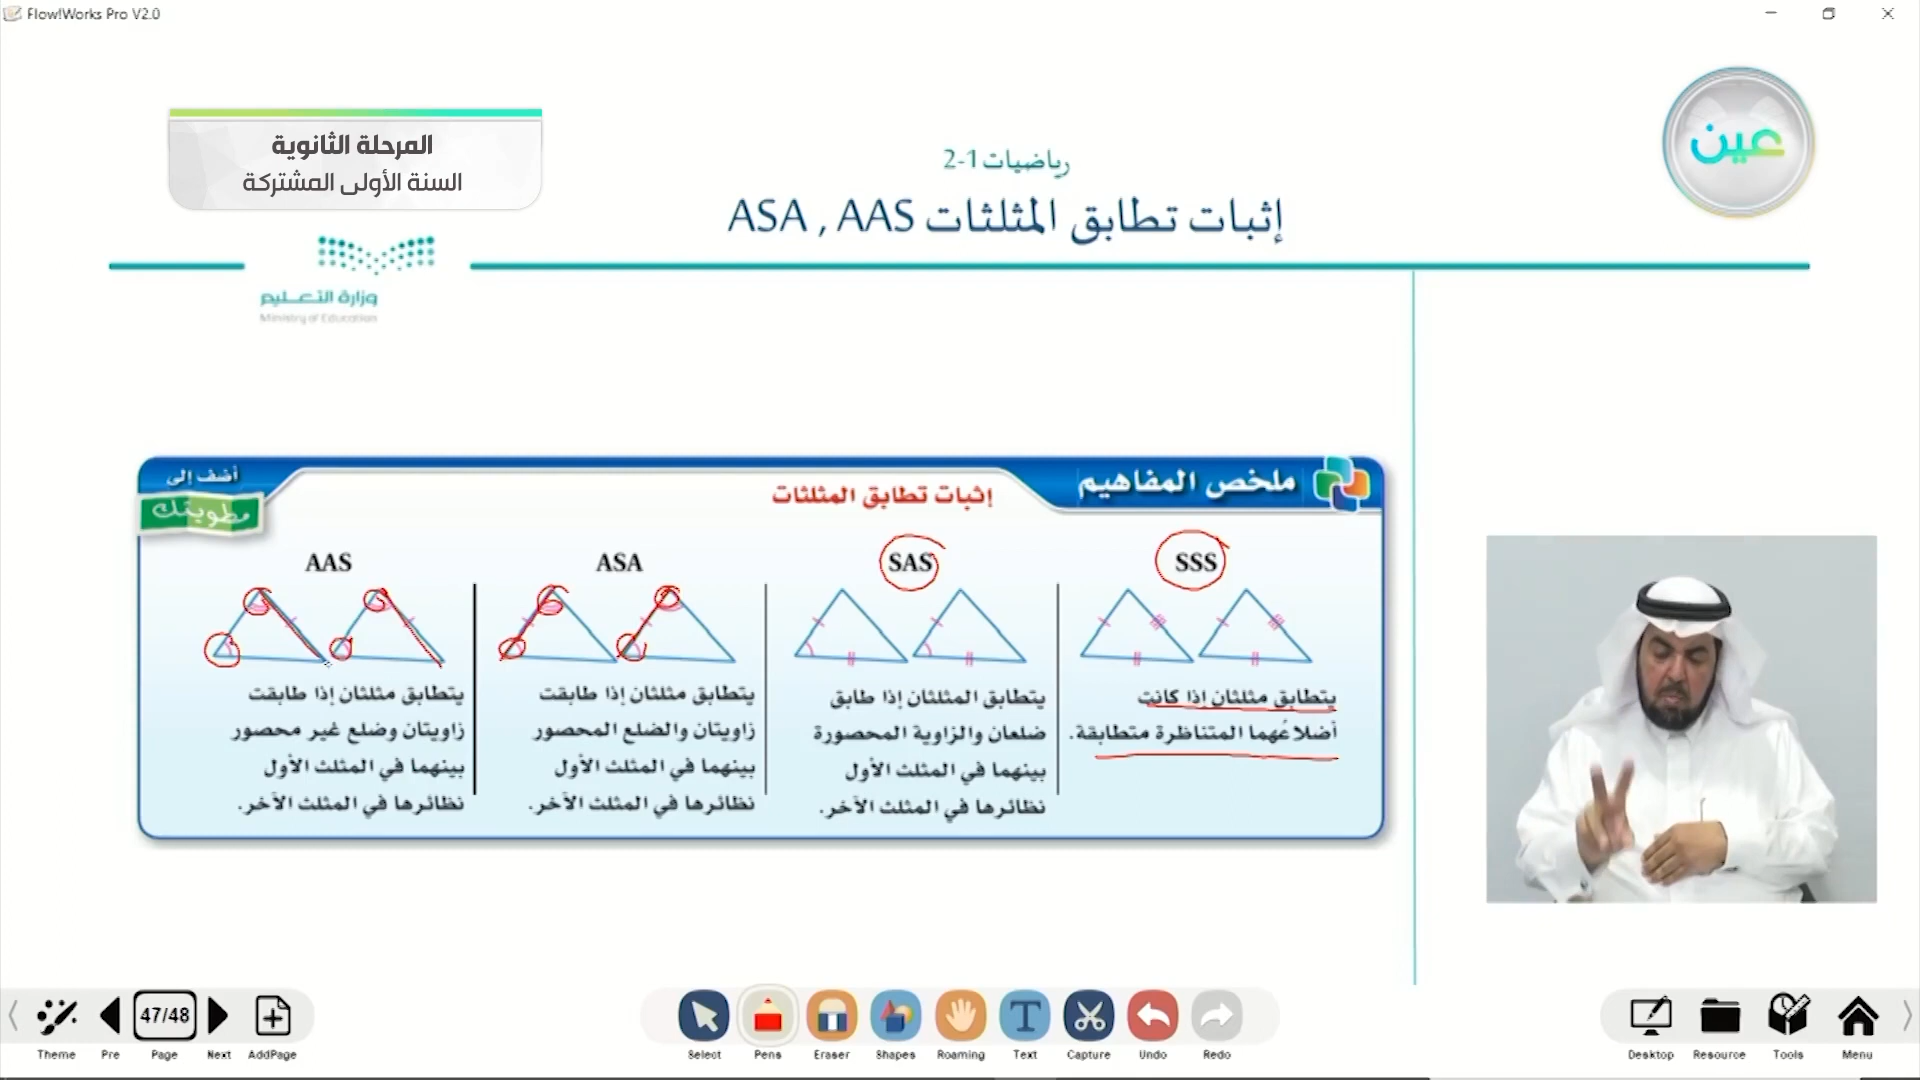 Flow!Works Pro V2.0
عين
المرحلة الثانوية
السنة الأولى المشتركة
رياضيات 1-2
إثبات تطابق المثلثات ASA , AAS
وزارة التعليم
Ministry of Education
ملخص المفاهيم
إثبات تطابق المثلثات
أضف إلى
مطويتك
SSS
يتطابق مثلثان إذا كانت
أضلاعُهما المتناظرة متطابقة.
SAS
يتطابق المثلثان إذا طابق
ضلعان والزاوية المحصورة
بينهما في المثلث الأول
نظائرها في المثلث الآخر.
ASA
يتطابق مثلثان إذا طابقت
زاويتان والضلع المحصور
بينهما في المثلث الأول
نظائرها في المثلث الآخر.
AAS
يتطابق مثلثان إذا طابقت
زاويتان وضلع غير محصور
بينهما في المثلث الأول
نظائرها في المثلث الآخر.
47/48
Theme Pre Page Next AddPage
Select Pens Eraser Shapes Roaming Text Capture Undo Redo
Desktop Resource Tools Menu